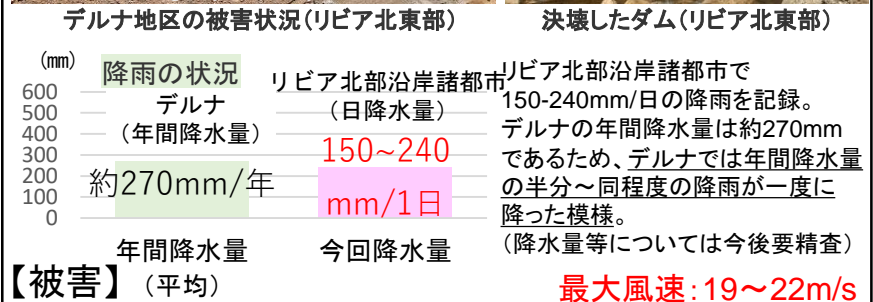 デルナ地区の被害状況(リビア北東部)
決壊したダム(リビア北東部)
(mm)
降雨の状況
600
500
400
300
200
100
0
デルナ
(年間降水量)
約270mm/年
リビア北部沿岸諸都市
(日降水量)
150~240
mm/1日
年間降水量
(平均)
今回降水量
リビア北部沿岸諸都市で
150-240mm/日の降雨を記録。
デルナの年間降水量は約270mm
であるため、デルナでは年間降水量
の半分~同程度の降雨が一度に
降った模様。
(降水量等については今後要精査)
【被害】
最大風速:19~22m/s